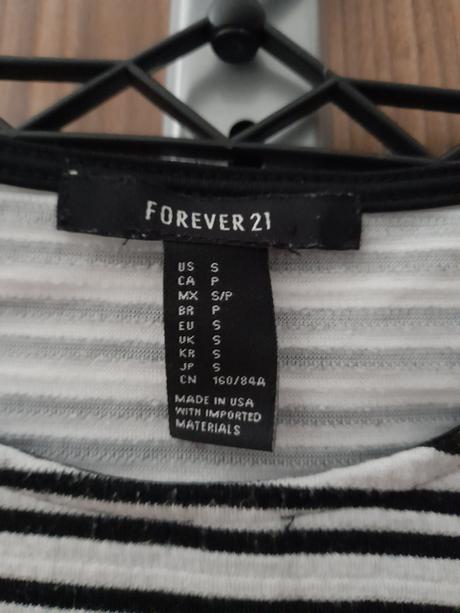 FOREVER 21
US S
CA P
MX S/P
BR P
EU S
UK S
KR S
JP S
CN 160/84A
MADE IN USA
WITH IMPORTED
MATERIALS